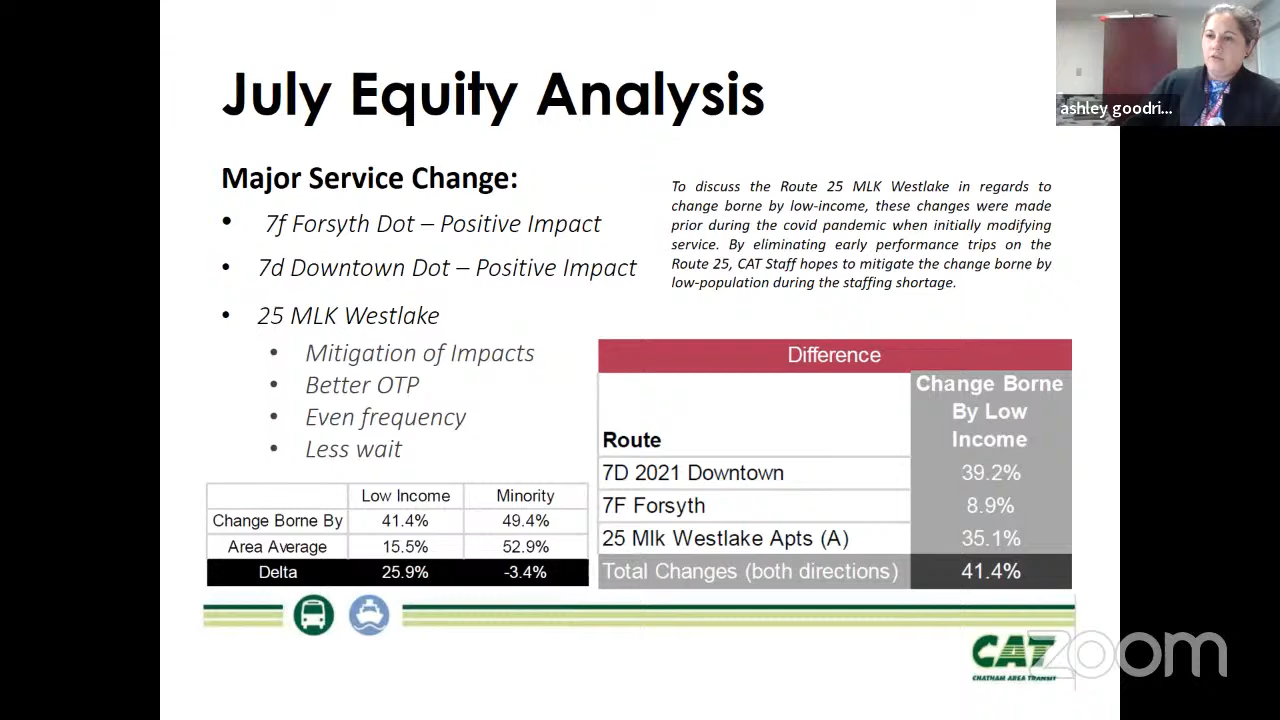 July Equity Analysis
ashley goodri...
Major Service Change:
• 7f Forsyth Dot – Positive Impact
• 7d Downtown Dot – Positive Impact
• 25 MLK Westlake
• Mitigation of Impacts
• Better OTP
• Even frequency
• Less wait
To discuss the Route 25 MLK Westlake in regards to
change borne by low-income, these changes were made
prior during the covid pandemic when initially modifying
service. By eliminating early performance trips on the
Route 25, CAT Staff hopes to mitigate the change borne by
low-population during the staffing shortage.
Low Income Minority
Change Borne By 41.4% 49.4%
Area Average 15.5% 52.9%
Delta 25.9% -3.4%
Difference
Change Borne
By Low
Route Income
7D 2021 Downtown 39.2%
7F Forsyth 8.9%
25 Mlk Westlake Apts (A) 35.1%
Total Changes (both directions) 41.4%
CAT
CHATHAM AREA TRANSIT
zoom